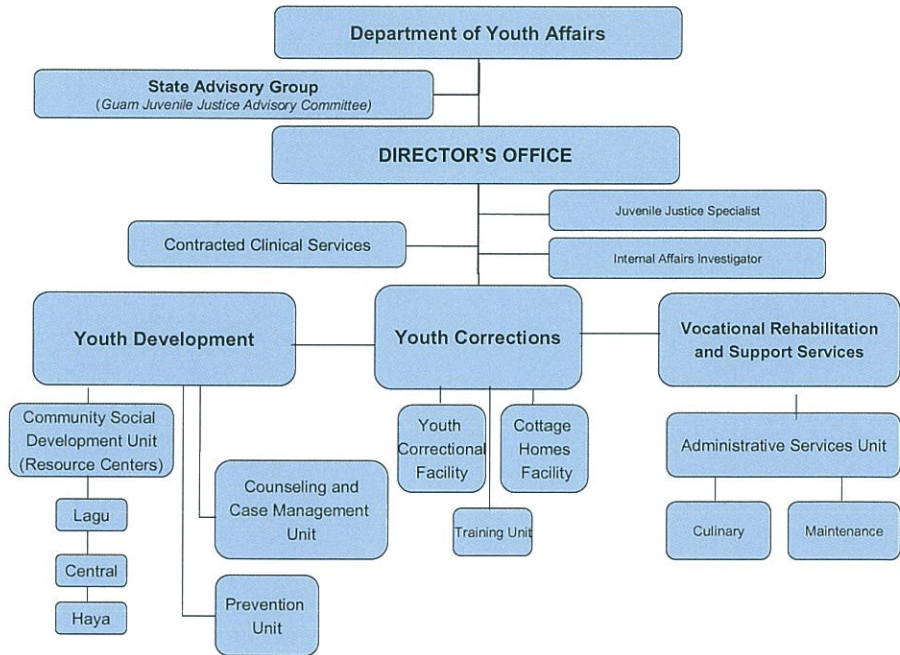 Department of Youth Affairs
State Advisory Group
(Guam Juvenile Justice Advisory Committee)
DIRECTOR'S OFFICE
Juvenile Justice Specialist
Contracted Clinical Services
Internal Affairs Investigator
Youth Development
Youth Corrections
Vocational Rehabilitation
and Support Services
Community Social
Development Unit
(Resource Centers)
Lagu
Central
Haya
Counseling and
Case Management
Unit
Prevention
Unit
Youth
Correctional
Facility
Cottage
Homes
Facility
Training Unit
Administrative Services Unit
Culinary
Maintenance